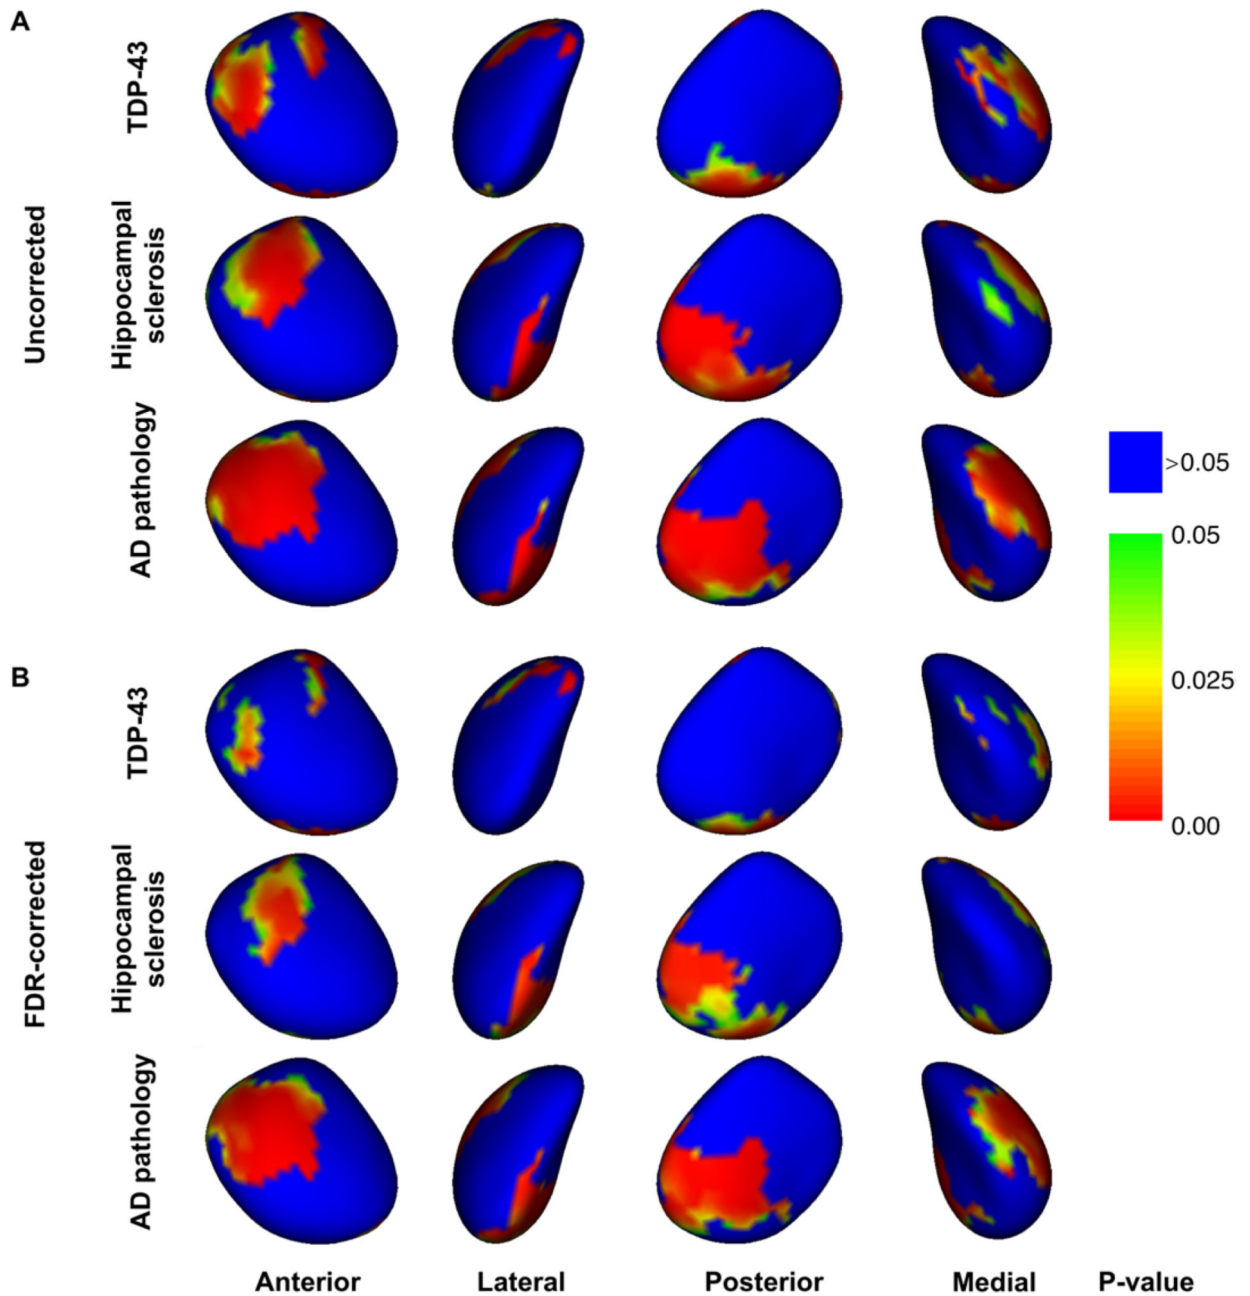 A
Uncorrected
TDP-43
Hippocampal
sclerosis
AD pathology
>0.05
0.05
0.025
0.00
B
FDR-corrected
TDP-43
Hippocampal
sclerosis
AD pathology
Anterior
Lateral
Posterior
Medial
P-value